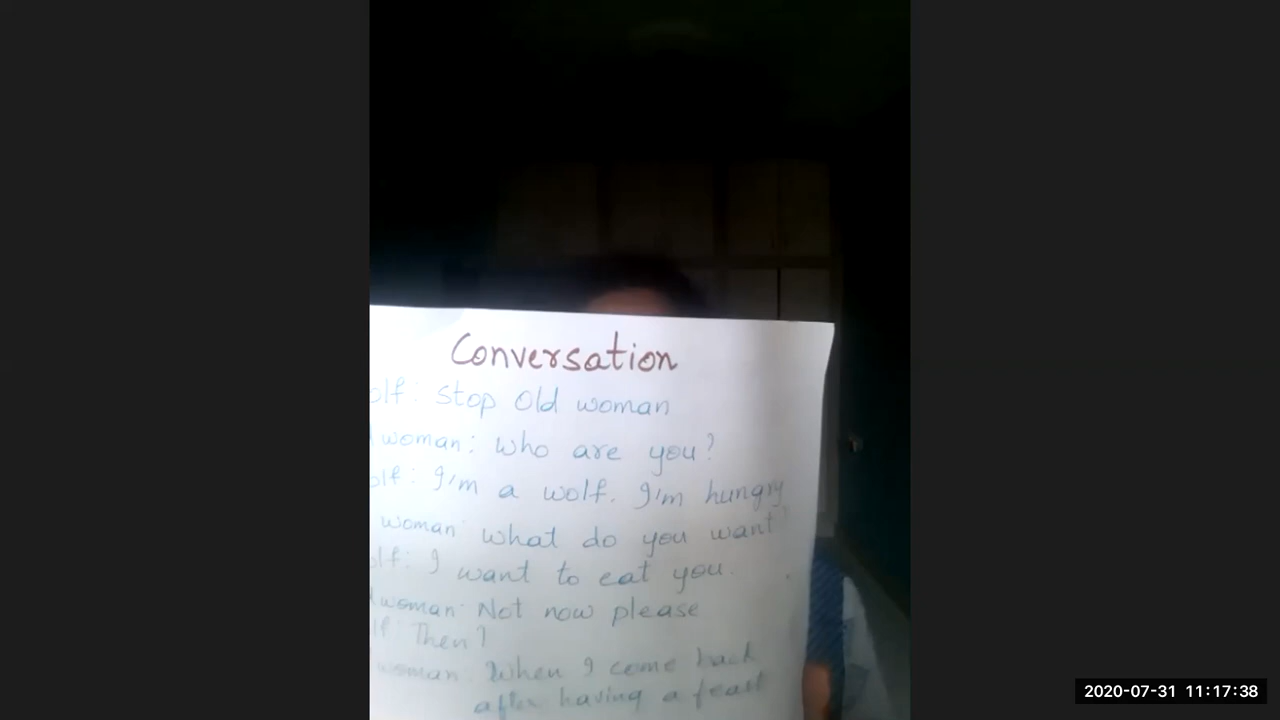 Conversation
olf: Stop Old woman
woman: who are you?
olf: I'm a wolf. I'm hungry
woman: what do you want?
olf: I want to eat you.
woman: Not now please
lf: Then?
woman: When I come back
after having a feast
2020-07-31 11:17:38